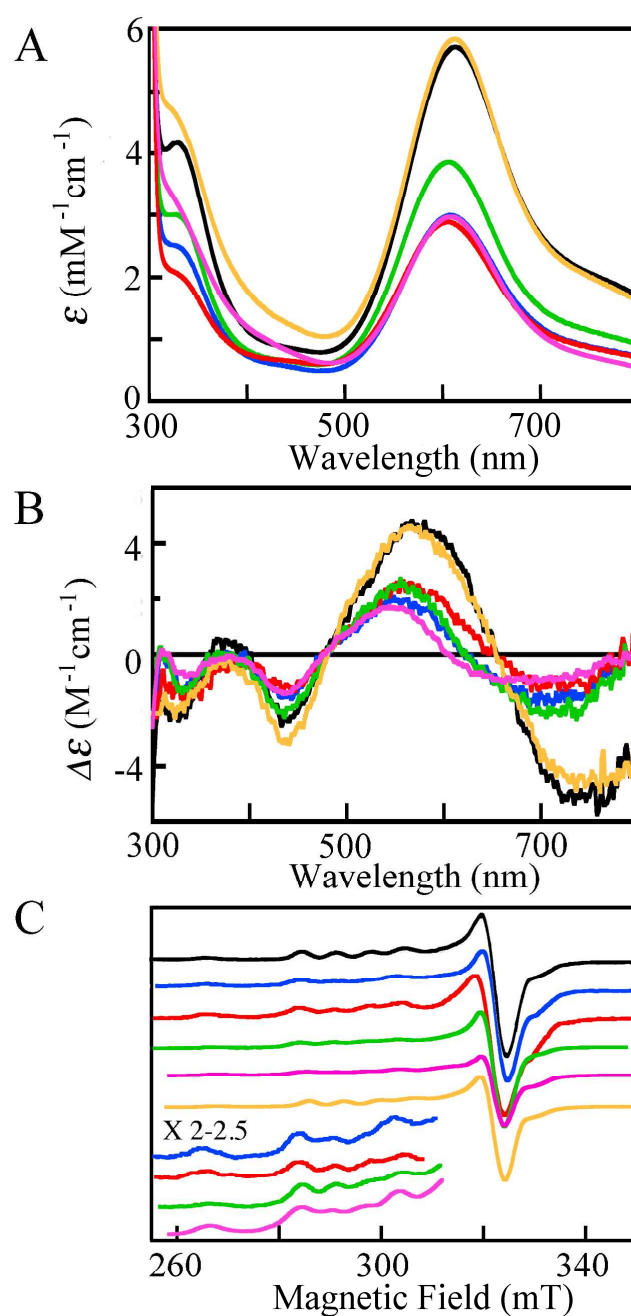 A
6
4
2
0
ε (mM⁻¹cm⁻¹)
300 500 700
Wavelength (nm)
B
4
0
-4
Δε (M⁻¹cm⁻¹)
300 500 700
Wavelength (nm)
C
X 2-2.5
260 300 340
Magnetic Field (mT)